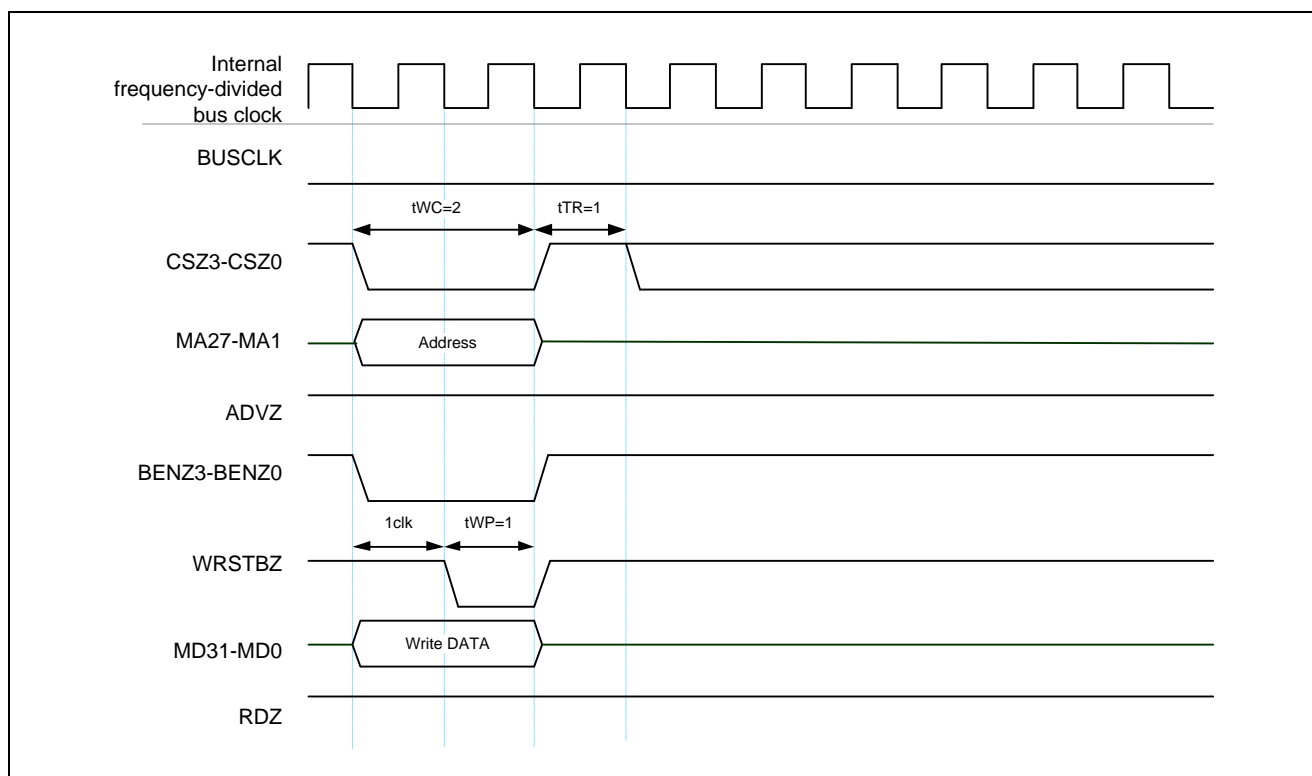 Internal
frequency-divided
bus clock
BUSCLK
tWC=2
tTR=1
CSZ3-CSZ0
MA27-MA1
Address
ADVZ
BENZ3-BENZ0
1clk
tWP=1
WRSTBZ
MD31-MD0
Write DATA
RDZ